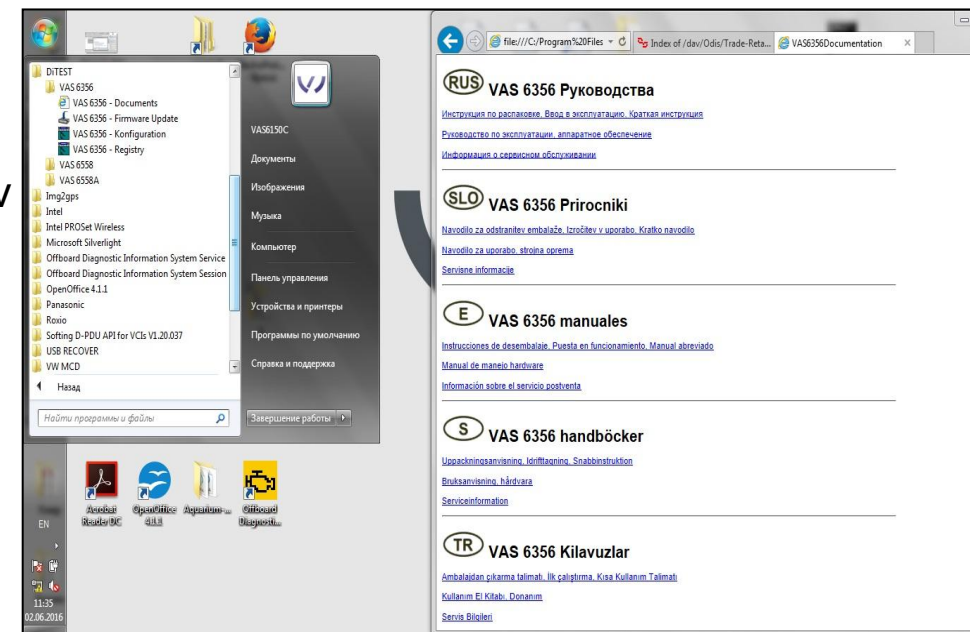 DiTEST
VAS 6356
VAS 6356 - Documents
VAS 6356 - Firmware Update
VAS 6356 - Konfiguration
VAS 6356 - Registry
VAS 6558
VAS 6558A
Img2gps
Intel
Intel PROSet Wireless
Microsoft Silverlight
Offboard Diagnostic Information System Service
Offboard Diagnostic Information System Session
OpenOffice 4.1.1
Panasonic
Roxio
Softing D-PDU API for VCIs V1.20.037
USB RECOVER
VW MCD
Назад
Найти программы и файлы
VAS6150C
Документы
Изображения
Музыка
Компьютер
Панель управления
Устройства и принтеры
Программы по умолчанию
Справка и поддержка
Завершение работы
Acrobat Reader DC
OpenOffice 4.1.1
Aquarium-...
Offboard Diagnosti...
EN
11:35
02.06.2016
file:///C:/Program%20Files
Index of /dav/Odis/Trade-Reta...
VAS6356Documentation
RUS VAS 6356 Руководства
Инструкция по распаковке, Ввод в эксплуатацию, Краткая инструкция
Руководство по эксплуатации, аппаратное обеспечение
Информация о сервисном обслуживании
SLO VAS 6356 Prirocniki
Navodilo za odstranitev embalaže, Izročitev v uporabo, Kratko navodilo
Navodilo za uporabo, strojna oprema
Servisne informacije
E VAS 6356 manuales
Instrucciones de desembalaje, Puesta en funcionamiento, Manual abreviado
Manual de manejo hardware
Información sobre el servicio postventa
S VAS 6356 handböcker
Uppackningsanvisning, Idrifttagning, Snabbinstruktion
Bruksanvisning, hårdvara
Serviceinformation
TR VAS 6356 Kilavuzlar
Ambalajdan çıkarma talimatı, İlk çalıştırma, Kısa Kullanım Talimatı
Kullanım El Kitabı, Donanım
Servis Bilgileri